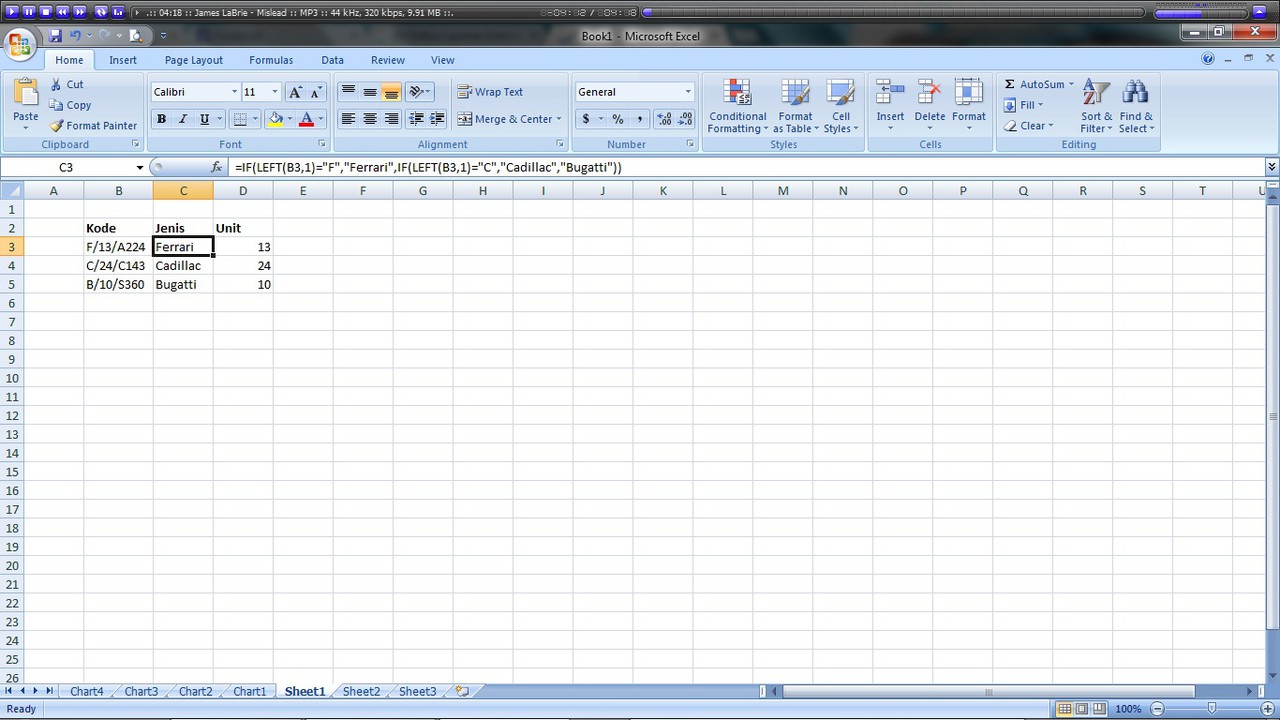 .:: 04:18 :: James LaBrie - Mislead :: MP3 :: 44 kHz, 320 kbps, 9.91 MB ::.
Book1 - Microsoft Excel
Home Insert Page Layout Formulas Data Review View
Paste
Cut
Copy
Format Painter
Clipboard
Calibri 11
B I U
Font
Wrap Text
Merge & Center
Alignment
General
$ % ,
Number
Conditional Formatting
Format as Table
Cell Styles
Styles
Insert Delete Format
Cells
AutoSum
Fill
Clear
Sort & Filter
Find & Select
Editing
C3 fx =IF(LEFT(B3,1)="F","Ferrari",IF(LEFT(B3,1)="C","Cadillac","Bugatti"))
A B C D E F G H I J K L M N O P Q R S T U
1
2 Kode Jenis Unit
3 F/13/A224 Ferrari 13
4 C/24/C143 Cadillac 24
5 B/10/S360 Bugatti 10
6
7
8
9
10
11
12
13
14
15
16
17
18
19
20
21
22
23
24
25
26
Chart4 Chart3 Chart2 Chart1 Sheet1 Sheet2 Sheet3
Ready 100%